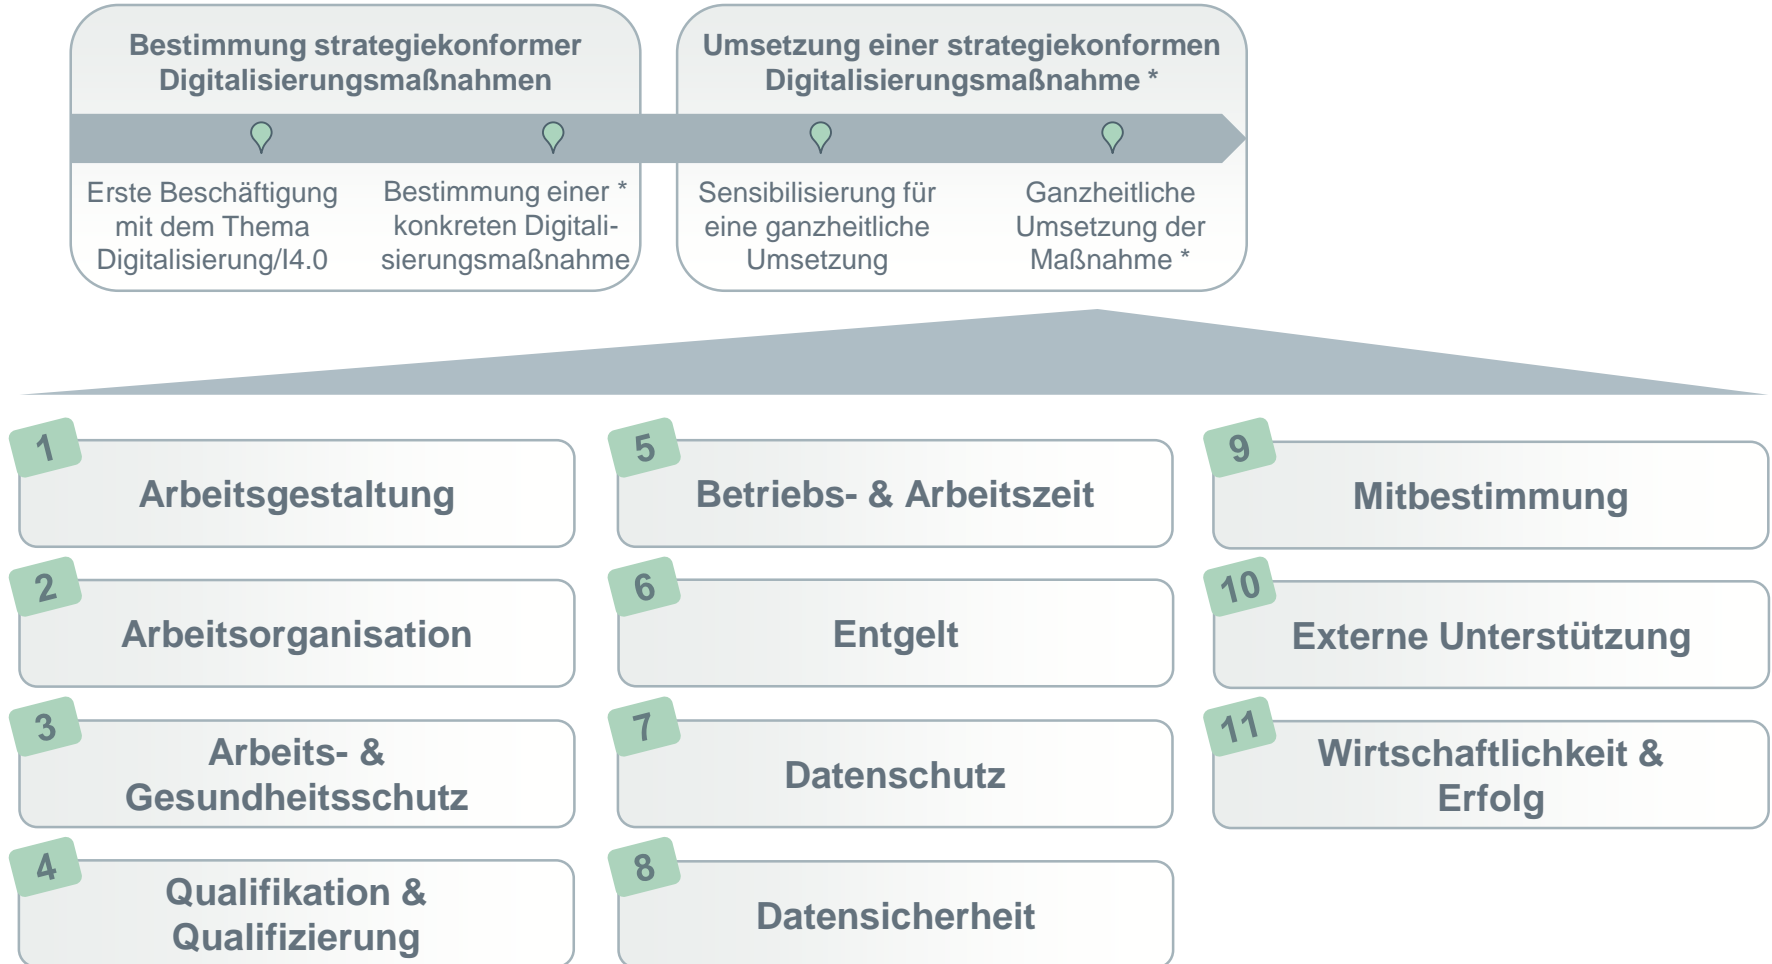 Bestimmung strategiekonformer
Digitalisierungsmaßnahmen
Umsetzung einer strategiekonformen
Digitalisierungsmaßnahme *
Erste Beschäftigung
mit dem Thema
Digitalisierung/I4.0
Bestimmung einer *
konkreten Digitali-
sierungsmaßnahme
Sensibilisierung für
eine ganzheitliche
Umsetzung
Ganzheitliche
Umsetzung der
Maßnahme *
1
Arbeitsgestaltung
2
Arbeitsorganisation
3
Arbeits- &
Gesundheitsschutz
4
Qualifikation &
Qualifizierung
5
Betriebs- & Arbeitszeit
6
Entgelt
7
Datenschutz
8
Datensicherheit
9
Mitbestimmung
10
Externe Unterstützung
11
Wirtschaftlichkeit &
Erfolg